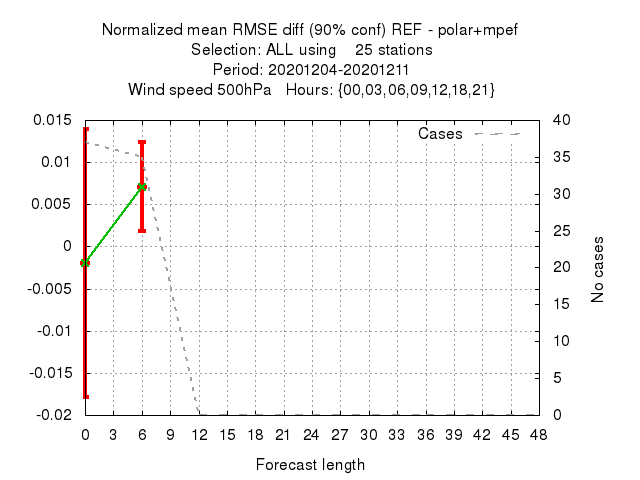 Normalized mean RMSE diff (90% conf) REF - polar+mpef
Selection: ALL using 25 stations
Period: 20201204-20201211
Wind speed 500hPa Hours: {00,03,06,09,12,18,21}
0.015
0.01
0.005
0
-0.005
-0.01
-0.015
-0.02
Cases
40
35
30
25
20
15
10
5
0
No cases
0 3 6 9 12 15 18 21 24 27 30 33 36 39 42 45 48
Forecast length